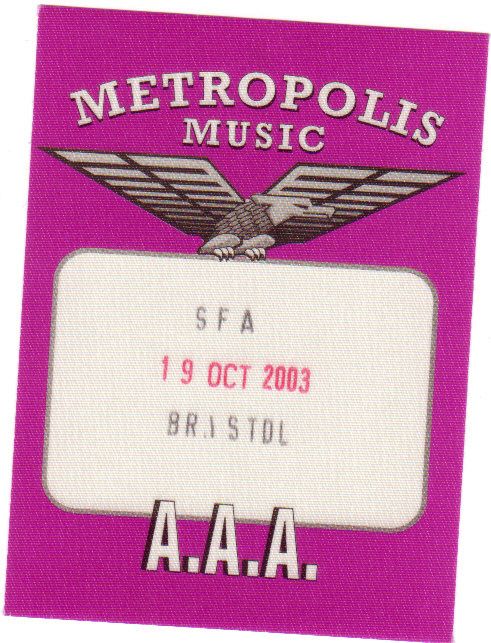 METROPOLIS
MUSIC
SFA
19 OCT 2003
BRISTOL
A.A.A.